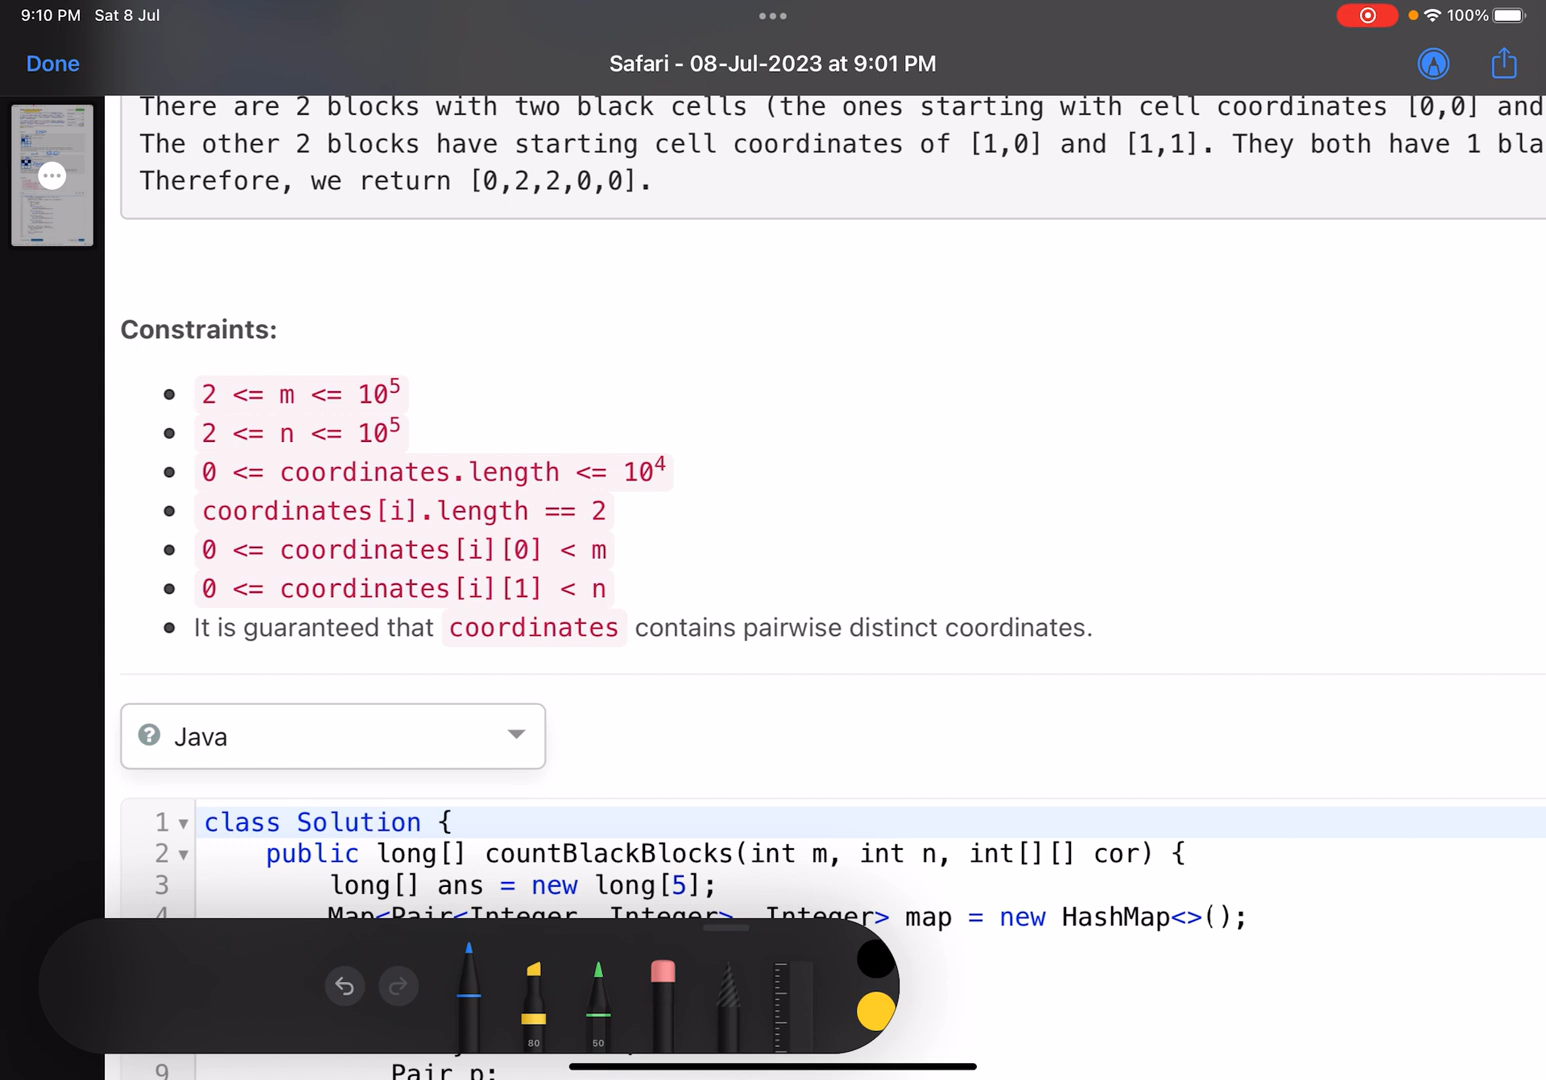 9:10 PM Sat 8 Jul
100%
Done
Safari - 08-Jul-2023 at 9:01 PM
There are 2 blocks with two black cells (the ones starting with cell coordinates [0,0] and
The other 2 blocks have starting cell coordinates of [1,0] and [1,1]. They both have 1 bla
Therefore, we return [0,2,2,0,0].
Constraints:
2 <= m <= 10⁵
2 <= n <= 10⁵
0 <= coordinates.length <= 10⁴
coordinates[i].length == 2
0 <= coordinates[i][0] < m
0 <= coordinates[i][1] < n
It is guaranteed that coordinates contains pairwise distinct coordinates.
? Java
1 class Solution {
2 public long[] countBlackBlocks(int m, int n, int[][] cor) {
3 long[] ans = new long[5];
4 Map<Pair<Integer, Integer>, Integer> map = new HashMap<>();
80
50
9 Pair p;